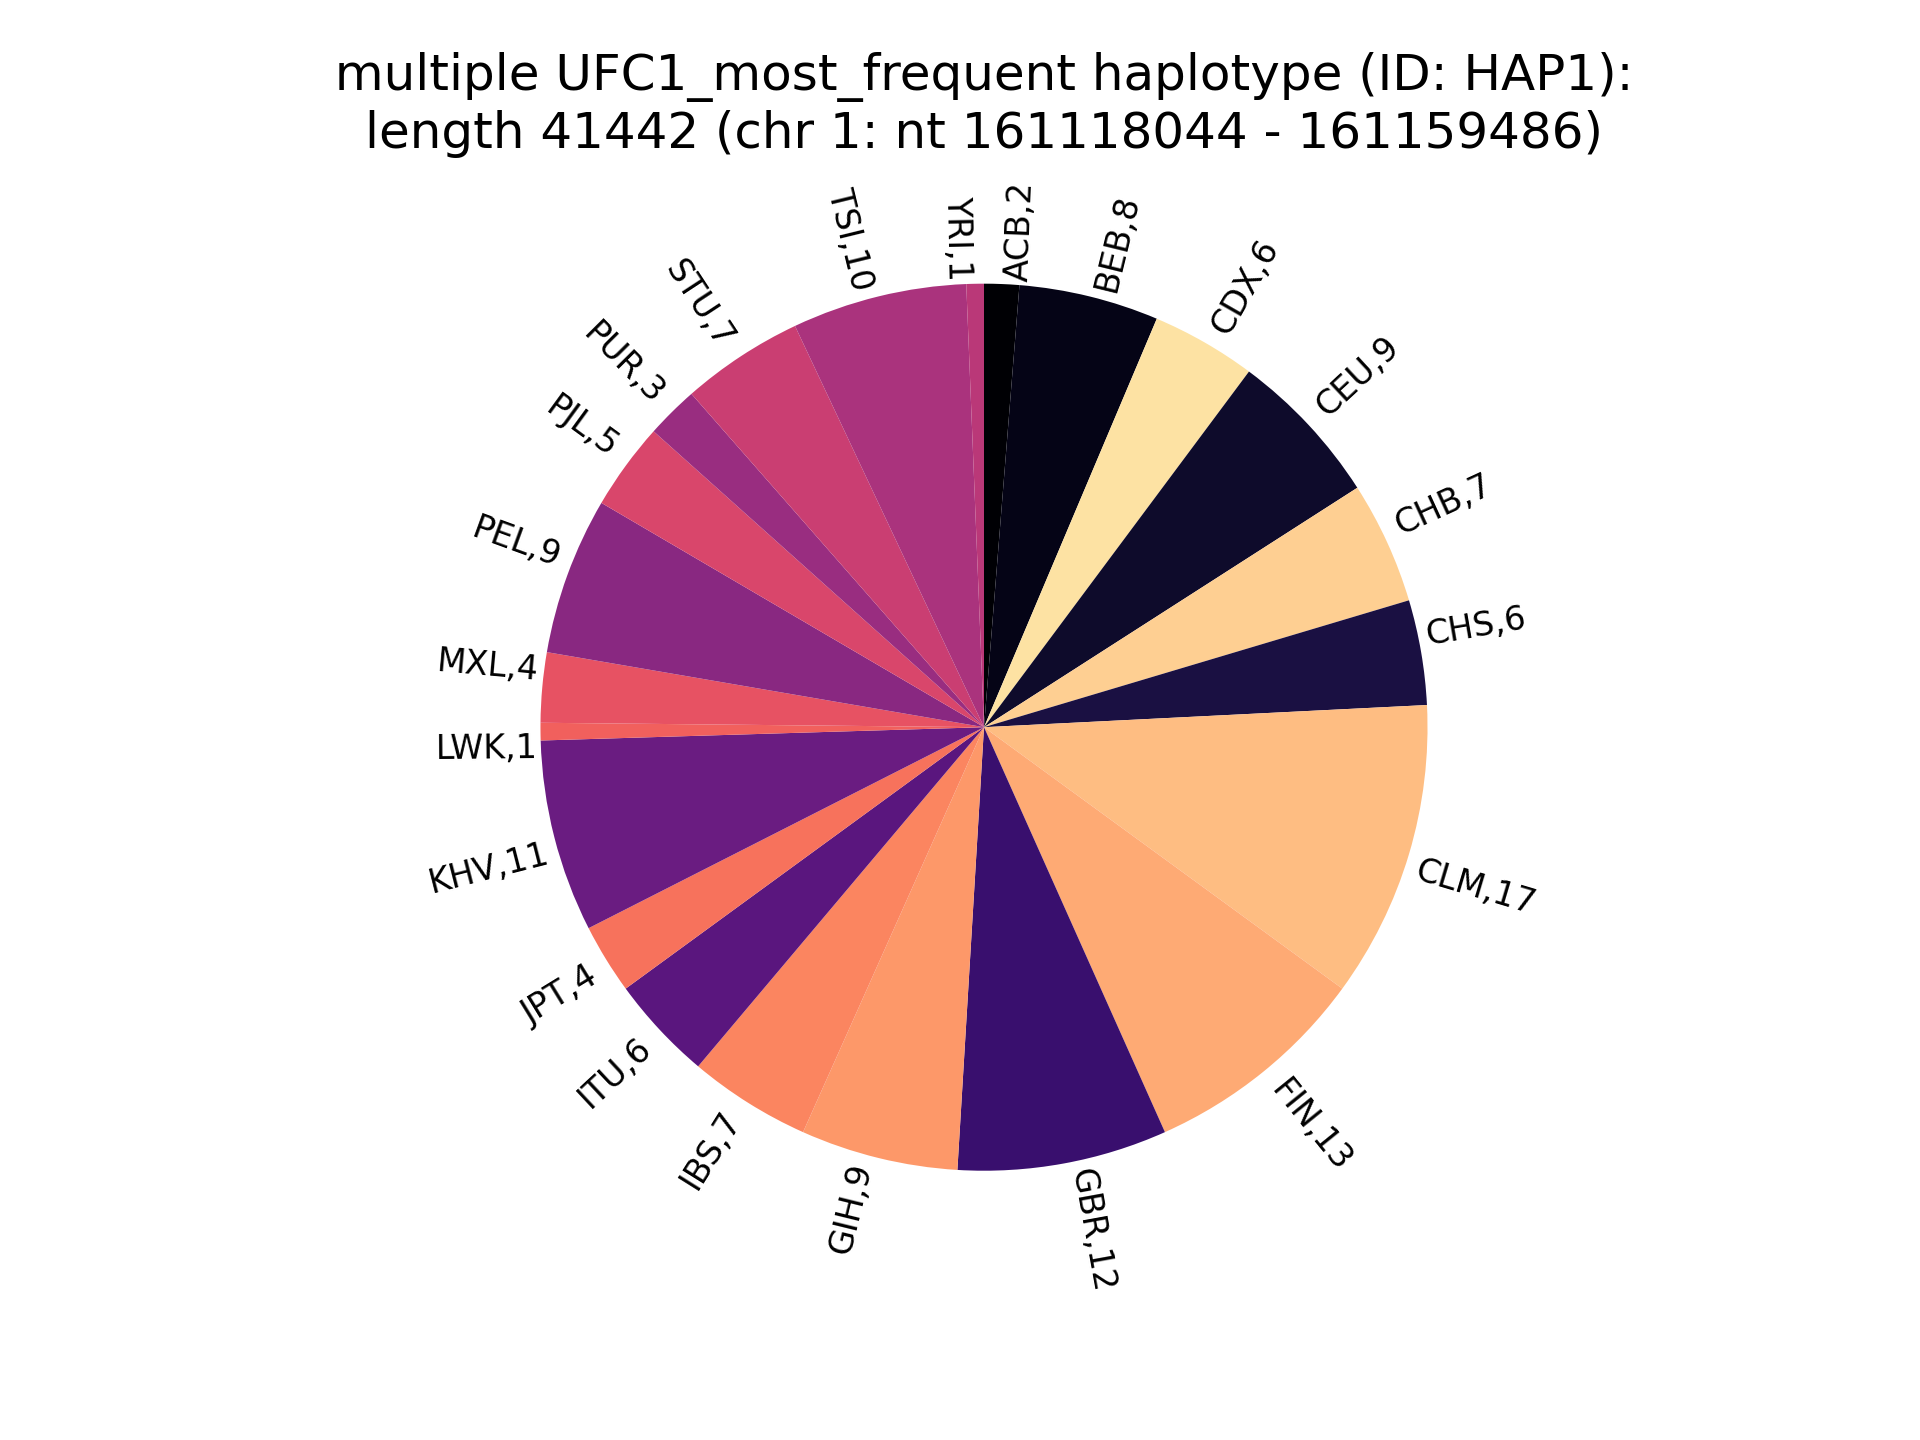 multiple UFC1_most_frequent haplotype (ID: HAP1):
length 41442 (chr 1: nt 161118044 - 161159486)
ACB,2
BEB,8
CDX,6
CEU,9
CHB,7
CHS,6
CLM,17
FIN,13
GBR,12
GIH,9
IBS,7
ITU,6
JPT,4
KHV,11
LWK,1
MXL,4
PEL,9
PJL,5
PUR,3
STU,7
TSI,10
YRI,1